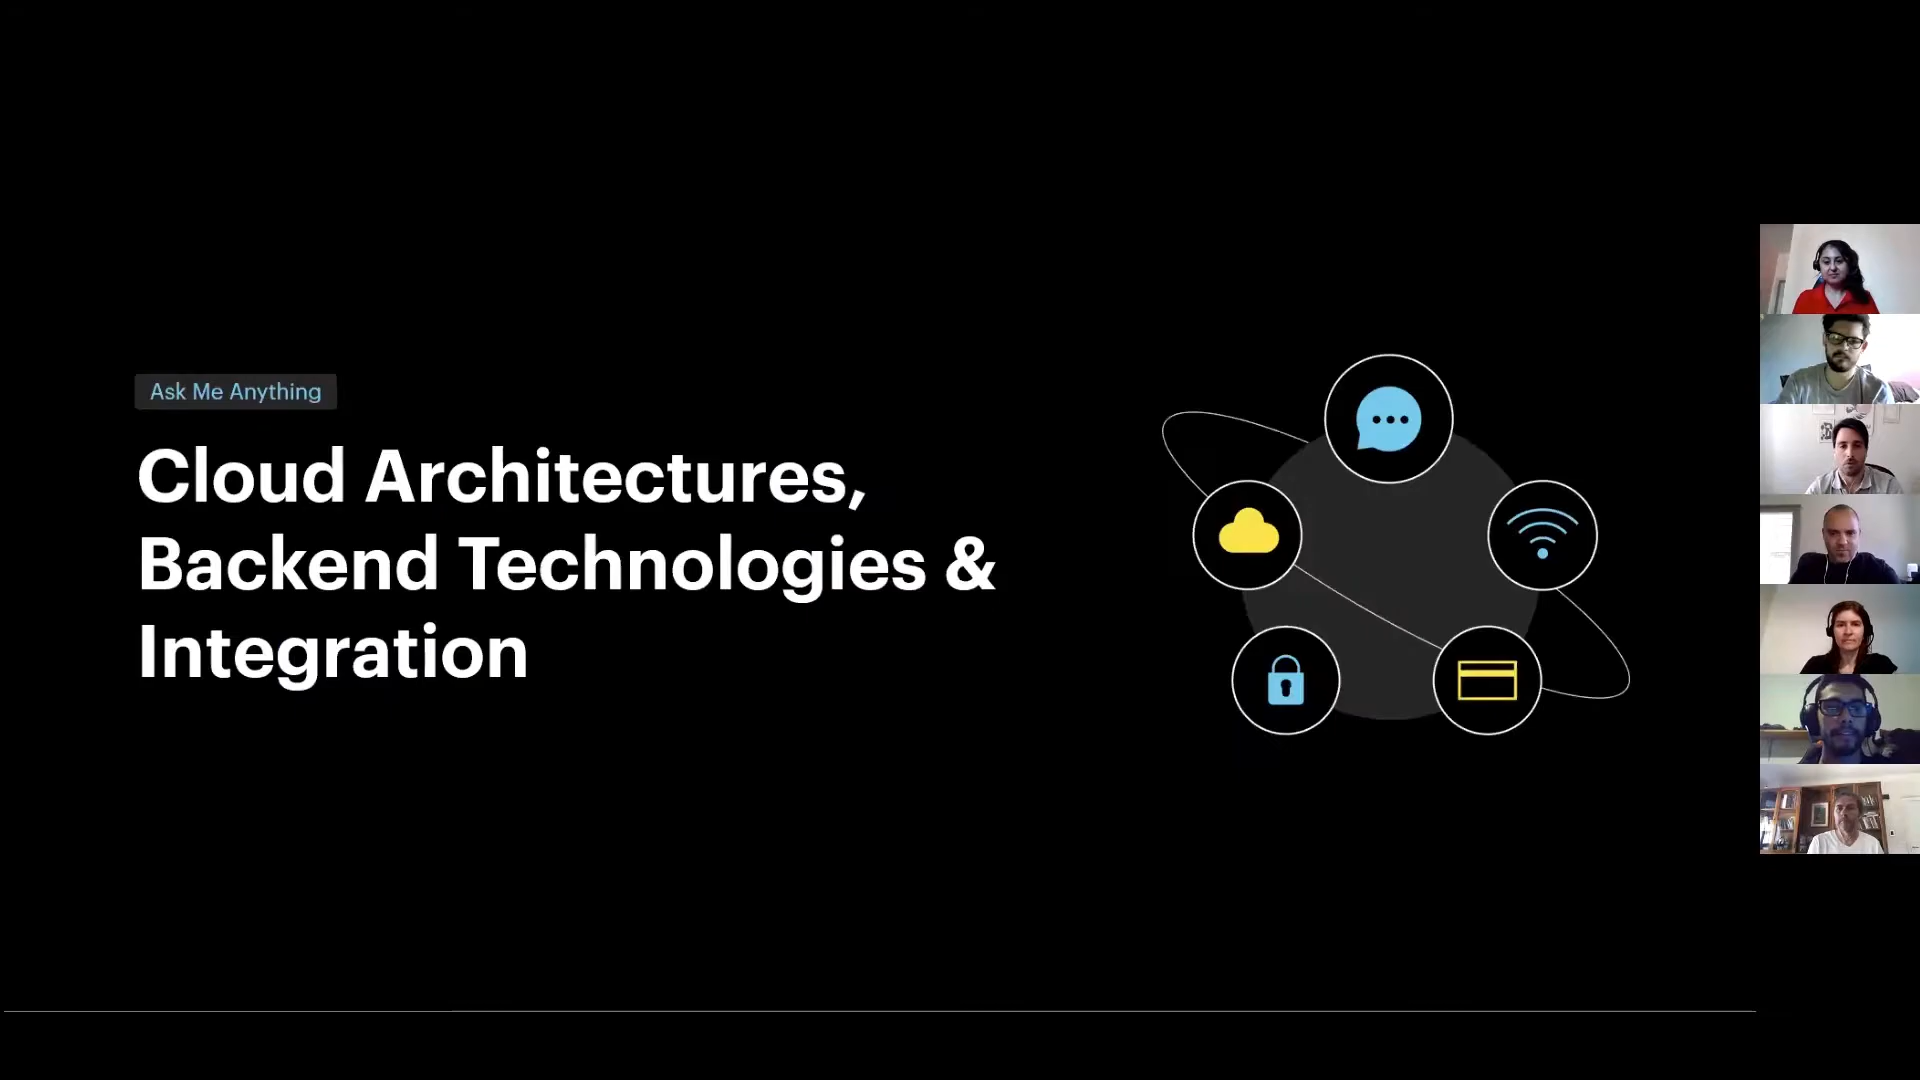 Ask Me Anything
Cloud Architectures,
Backend Technologies &
Integration